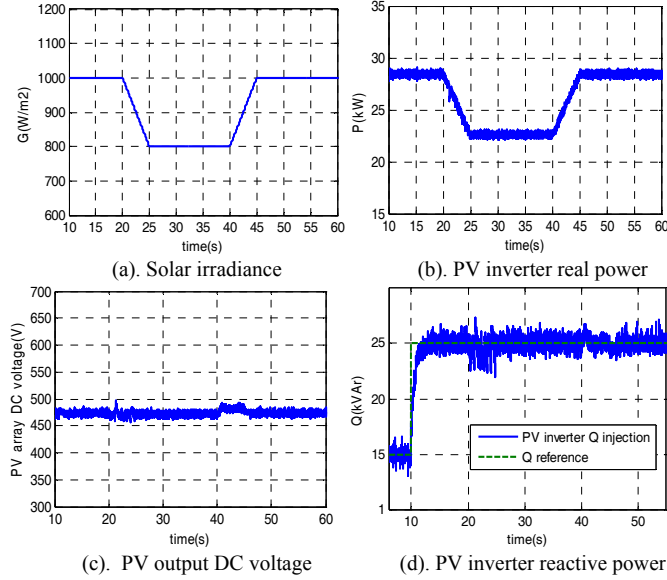 1200
1100
1000
900
800
700
600
G(W/m2)
10 15 20 25 30 35 40 45 50 55 60
time(s)
(a). Solar irradiance
35
30
25
20
15
P(kW)
10 15 20 25 30 35 40 45 50 55 60
time(s)
(b). PV inverter real power
700
650
600
550
500
450
400
350
300
PV array DC voltage(V)
10 20 30 40 50 60
time(s)
(c). PV output DC voltage
25
20
15
1
Q(kVAr)
PV inverter Q injection
Q reference
10 20 30 40 50
time(s)
(d). PV inverter reactive power